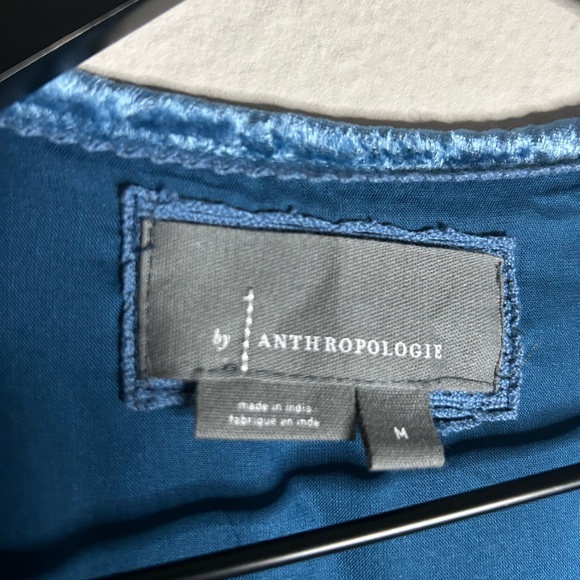 by ANTHROPOLOGIE
made in india
fabriqué en inde
M